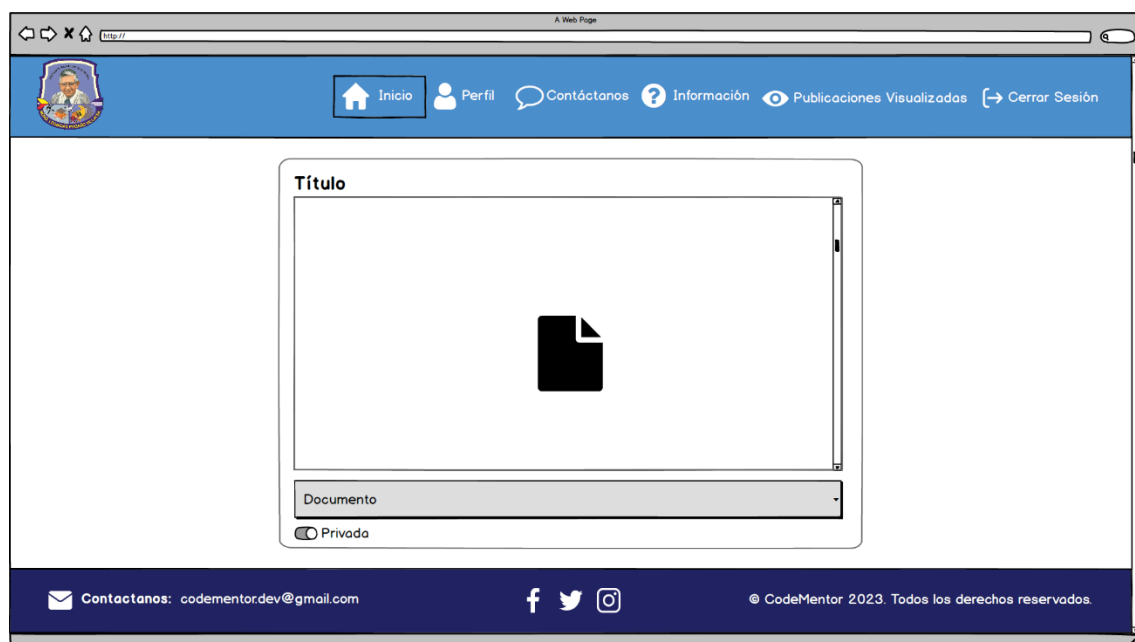 A Web Page
http://
Inicio Perfil Contáctanos Información Publicaciones Visualizadas Cerrar Sesión
Título
Documento
Privada
Contactanos: codementor.dev@gmail.com
© CodeMentor 2023. Todos los derechos reservados.